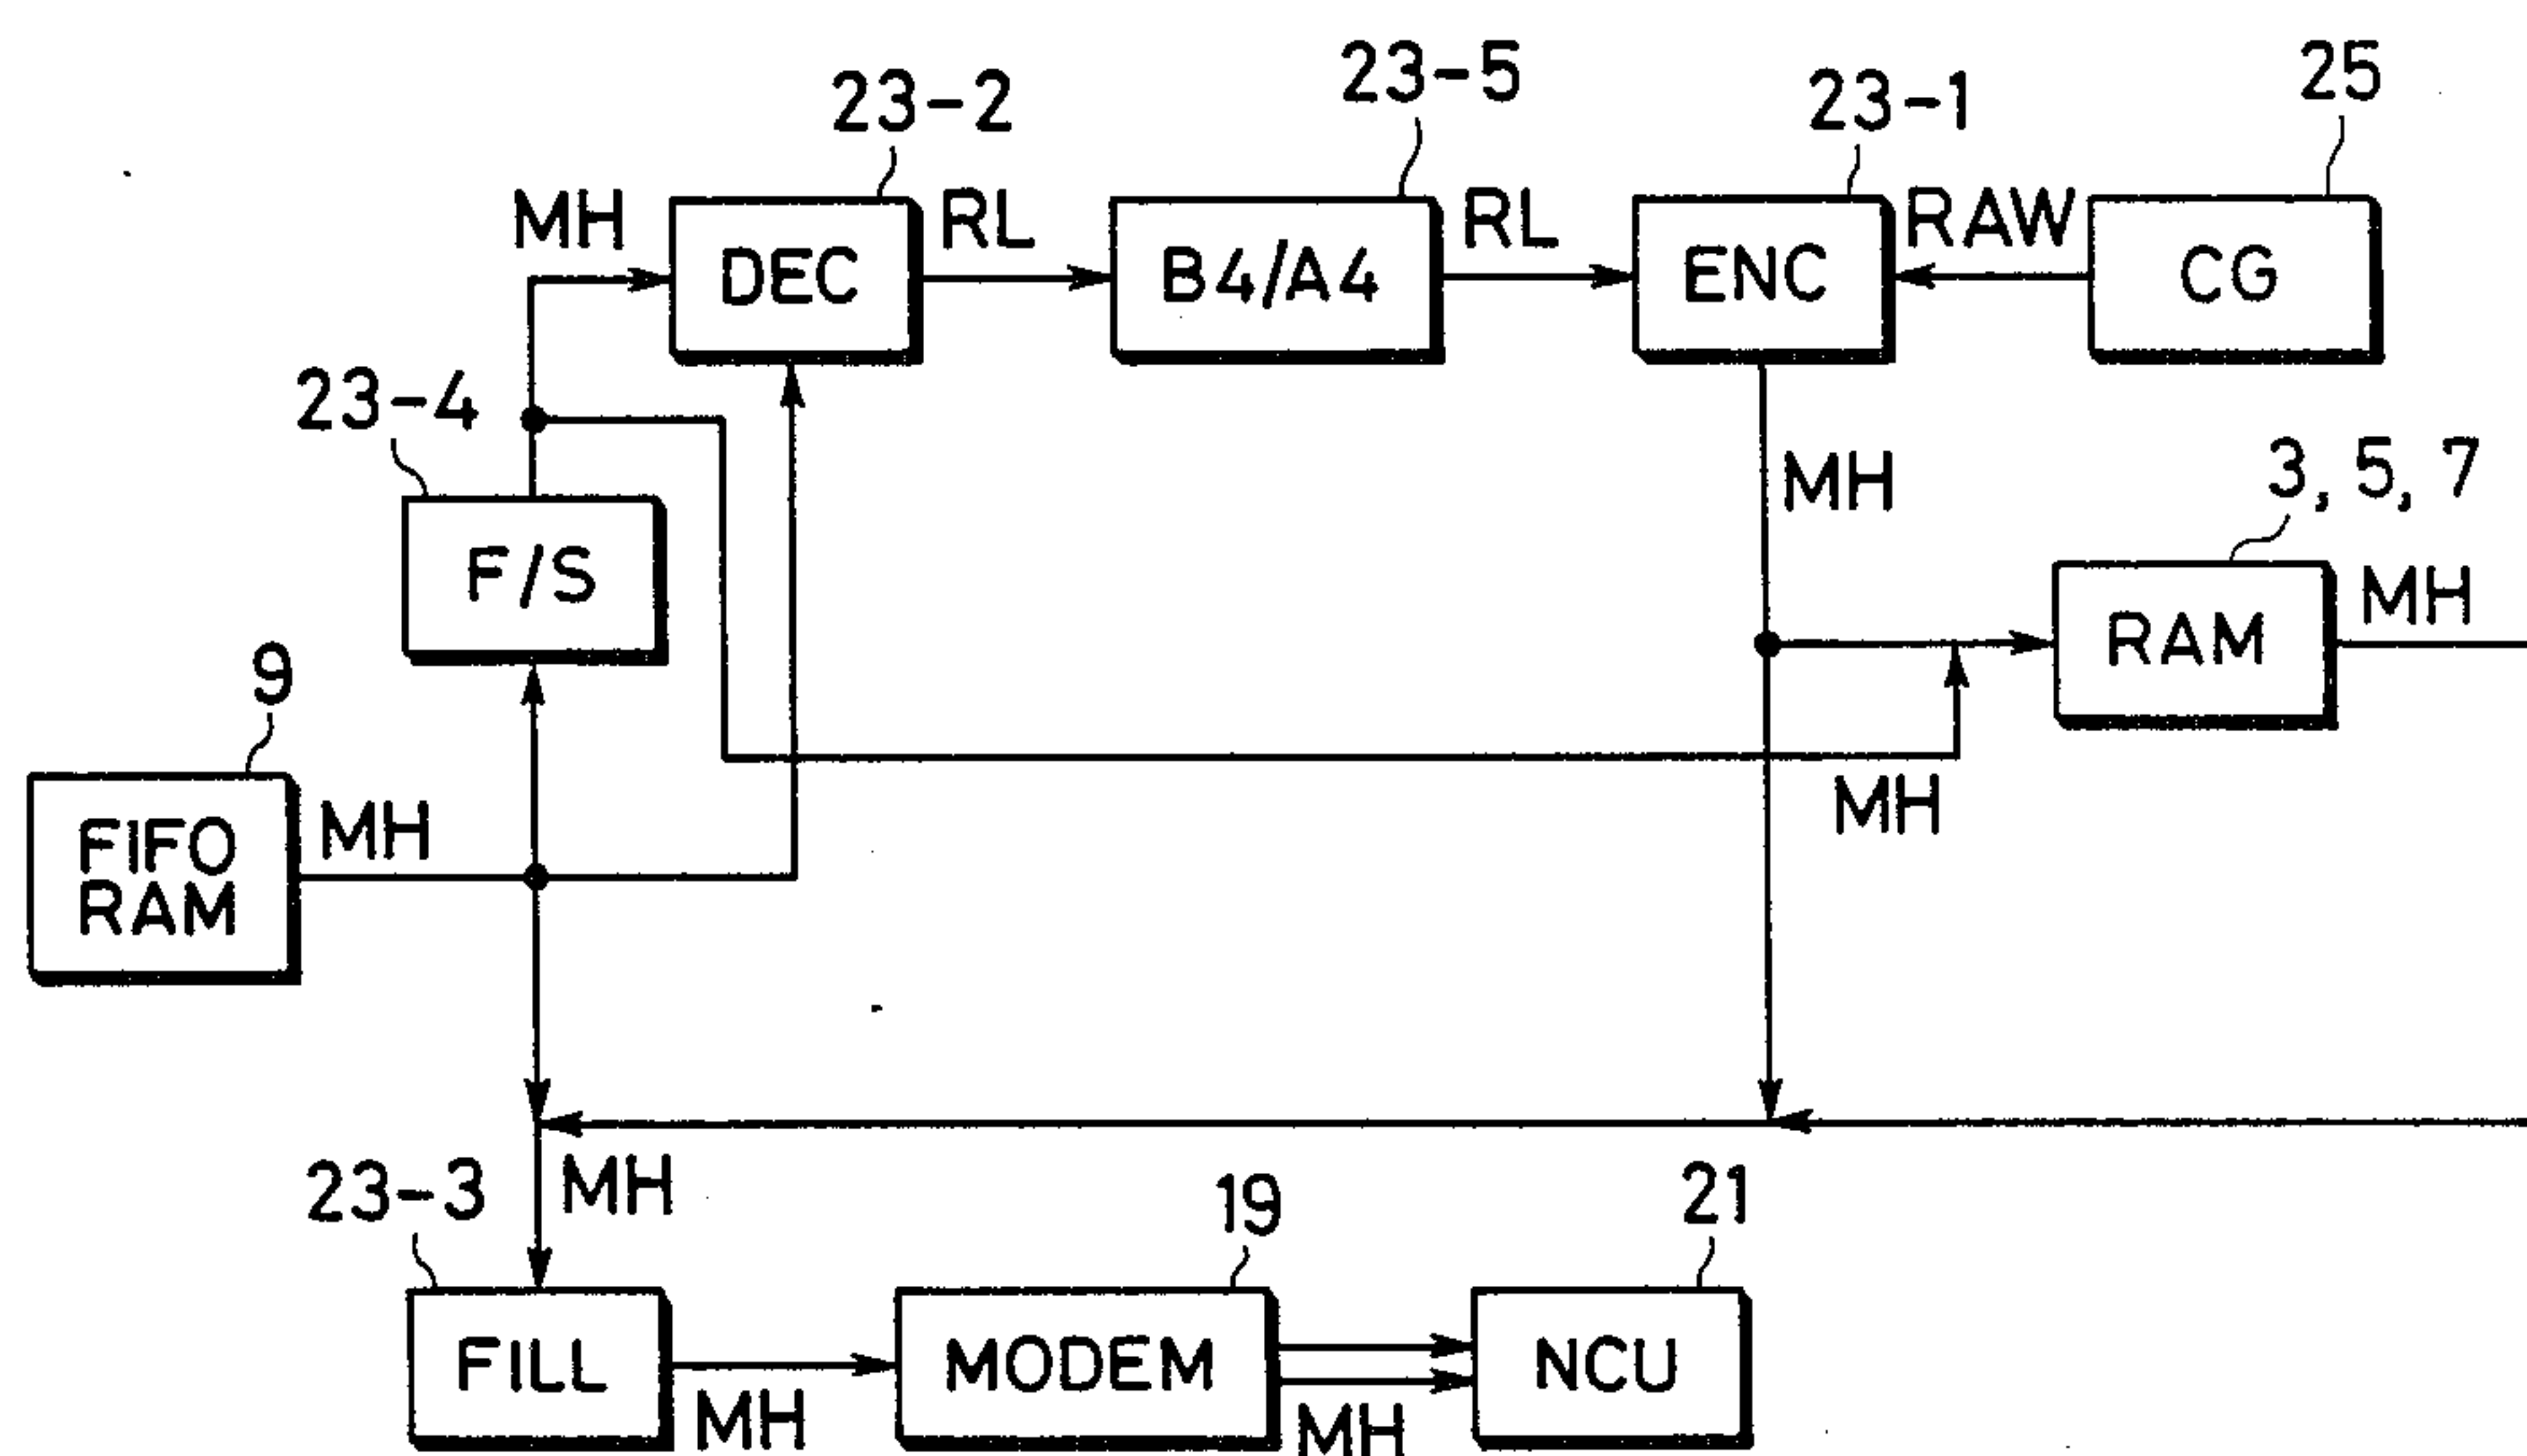 23-2
23-5
23-1
25
MH
DEC
RL
B4/A4
RL
ENC
RAW
CG
23-4
MH
3, 5, 7
F/S
RAM
MH
9
FIFO
RAM
MH
MH
23-3
MH
19
21
FILL
MH
MODEM
MH
NCU